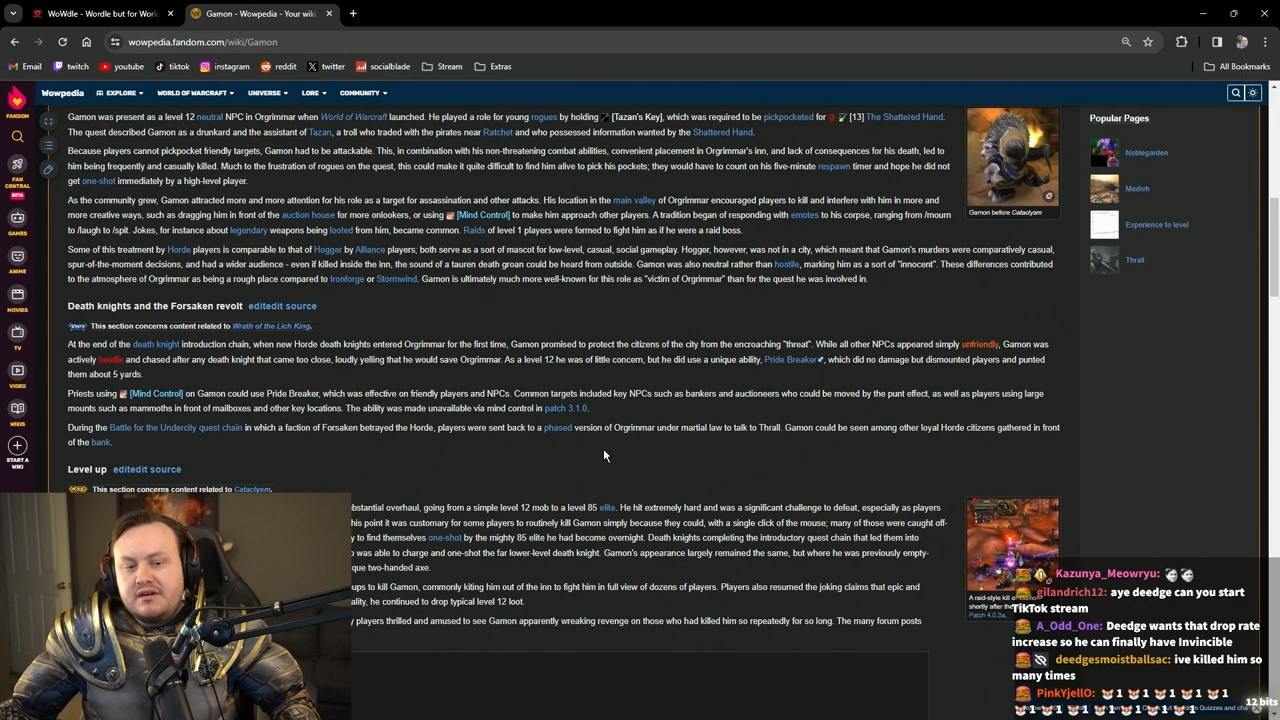 WoWdle - Wordle but for Worl
Gamon - Wowpedia - Your wiki
wowpedia.fandom.com/wiki/Gamon
Email twitch youtube tiktok instagram reddit twitter socialblade Stream Extras All Bookmarks
Wowpedia EXPLORE WORLD OF WARCRAFT UNIVERSE LORE COMMUNITY
FANDOM
FAN CENTRAL
BETA
GAMES
ANIME
MOVIES
TV
VIDEO
WIKIS
START A WIKI
Gamon was present as a level 12 neutral NPC in Orgrimmar when World of Warcraft launched. He played a role for young rogues by holding [Tazan's Key], which was required to be pickpocketed for [13] The Shattered Hand.
The quest described Gamon as a drunkard and the assistant of Tazan, a troll who traded with the pirates near Ratchet and who possessed information wanted by the Shattered Hand.
Because players cannot pickpocket friendly targets, Gamon had to be attackable. This, in combination with his non-threatening combat abilities, convenient placement in Orgrimmar's inn, and lack of consequences for his death, led to
him being frequently and casually killed. Much to the frustration of rogues on the quest, this could make it quite difficult to find him alive to pick his pockets; they would have to count on his five-minute respawn timer and hope he did not
get one-shot immediately by a high-level player.
As the community grew, Gamon attracted more and more attention for his role as a target for assassination and other attacks. His location in the main valley of Orgrimmar encouraged players to kill and interfere with him in more and
more creative ways, such as dragging him in front of the auction house for more onlookers, or using [Mind Control] to make him approach other players. A tradition began of responding with emotes to his corpse, ranging from /mourn
to /laugh to /spit. Jokes, for instance about legendary weapons being looted from him, became common. Raids of level 1 players were formed to fight him as if he were a raid boss.
Some of this treatment by Horde players is comparable to that of Hogger by Alliance players; both serve as a sort of mascot for low-level, casual, social gameplay. Hogger, however, was not in a city, which meant that Gamon's murders were comparatively casual,
spur-of-the-moment decisions, and had a wider audience - even if killed inside the inn, the sound of a tauren death groan could be heard from outside. Gamon was also neutral rather than hostile, marking him as a sort of "innocent". These differences contributed
to the atmosphere of Orgrimmar as being a rough place compared to Ironforge or Stormwind. Gamon is ultimately much more well-known for this role as "victim of Orgrimmar" than for the quest he was involved in.
Gamon before Cataclysm
Popular Pages
Noblegarden
Medivh
Experience to level
Thrall
Death knights and the Forsaken revolt editedit source
This section concerns content related to Wrath of the Lich King.
At the end of the death knight introduction chain, when new Horde death knights entered Orgrimmar for the first time, Gamon promised to protect the citizens of the city from the encroaching "threat". While all other NPCs appeared simply unfriendly, Gamon was
actively hostile and chased after any death knight that came too close, loudly yelling that he would save Orgrimmar. As a level 12 he was of little concern, but he did use a unique ability, Pride Breaker, which did no damage but dismounted players and punted
them about 5 yards.
Priests using [Mind Control] on Gamon could use Pride Breaker, which was effective on friendly players and NPCs. Common targets included key NPCs such as bankers and auctioneers who could be moved by the punt effect, as well as players using large
mounts such as mammoths in front of mailboxes and other key locations. The ability was made unavailable via mind control in patch 3.1.0.
During the Battle for the Undercity quest chain in which a faction of Forsaken betrayed the Horde, players were sent back to a phased version of Orgrimmar under martial law to talk to Thrall. Gamon could be seen among other loyal Horde citizens gathered in front
of the bank.
Level up editedit source
This section concerns content related to Cataclysm.
bstantial overhaul, going from a simple level 12 mob to a level 85 elite. He hit extremely hard and was a significant challenge to defeat, especially as players
his point it was customary for some players to routinely kill Gamon simply because they could, with a single click of the mouse; many of those were caught off-
y to find themselves one-shot by the mighty 85 elite he had become overnight. Death knights completing the introductory quest chain that led them into
o was able to charge and one-shot the far lower-level death knight. Gamon's appearance largely remained the same, but where he was previously empty-
que two-handed axe.
ups to kill Gamon, commonly kiting him out of the inn to fight him in full view of dozens of players. Players also resumed the joking claims that epic and
ality, he continued to drop typical level 12 loot.
y players thrilled and amused to see Gamon apparently wreaking revenge on those who had killed him so repeatedly for so long. The many forum posts
A raid-style kill of
shortly after the
Patch 4.0.3a.
Kazunya_Meowryu:
gilandrich12: aye deedge can you start
TikTok stream
A_Odd_One: Deedge wants that drop rate
increase so he can finally have Invincible
deedgesmoistballsac: ive killed him so
many times
PinkYjellO: 1 1 1 1 1
1 1 1 1 1
12 bits